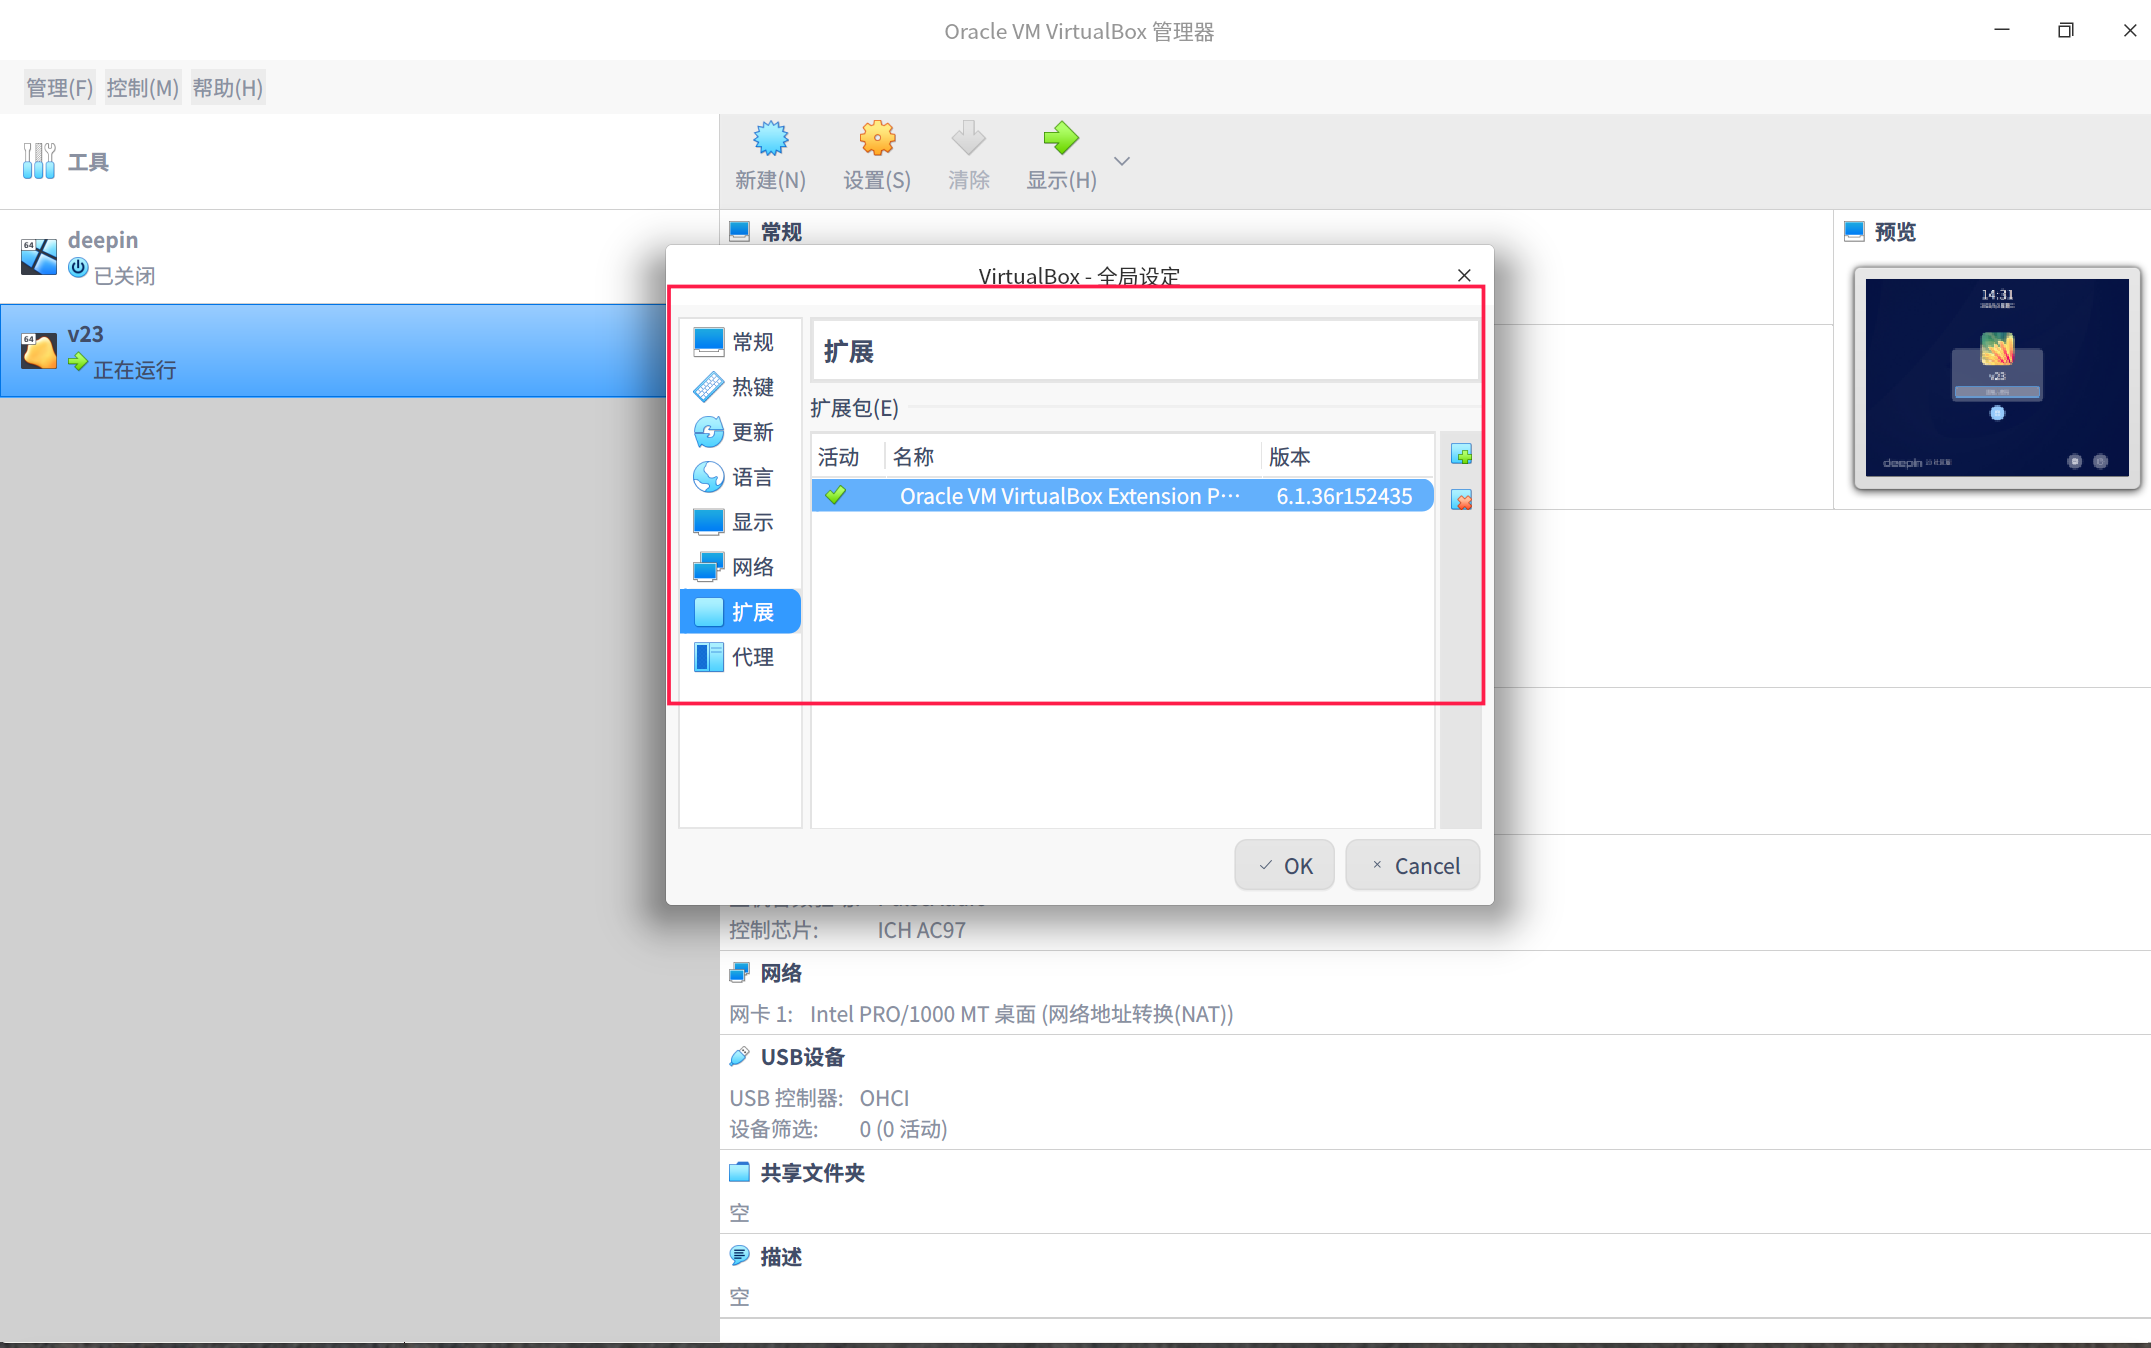 Oracle VM VirtualBox 管理器
管理(F) 控制(M) 帮助(H)
工具
新建(N) 设置(S) 清除 显示(H)
64
deepin
已关闭
64
v23
正在运行
常规
预览
14:31
v23
deepin
VirtualBox - 全局设定
常规
热键
更新
语言
显示
网络
扩展
代理
扩展
扩展包(E)
活动 名称 版本
Oracle VM VirtualBox Extension P··· 6.1.36r152435
OK Cancel
控制芯片: ICH AC97
网络
网卡 1: Intel PRO/1000 MT 桌面 (网络地址转换(NAT))
USB设备
USB 控制器: OHCI
设备筛选: 0 (0 活动)
共享文件夹
空
描述
空